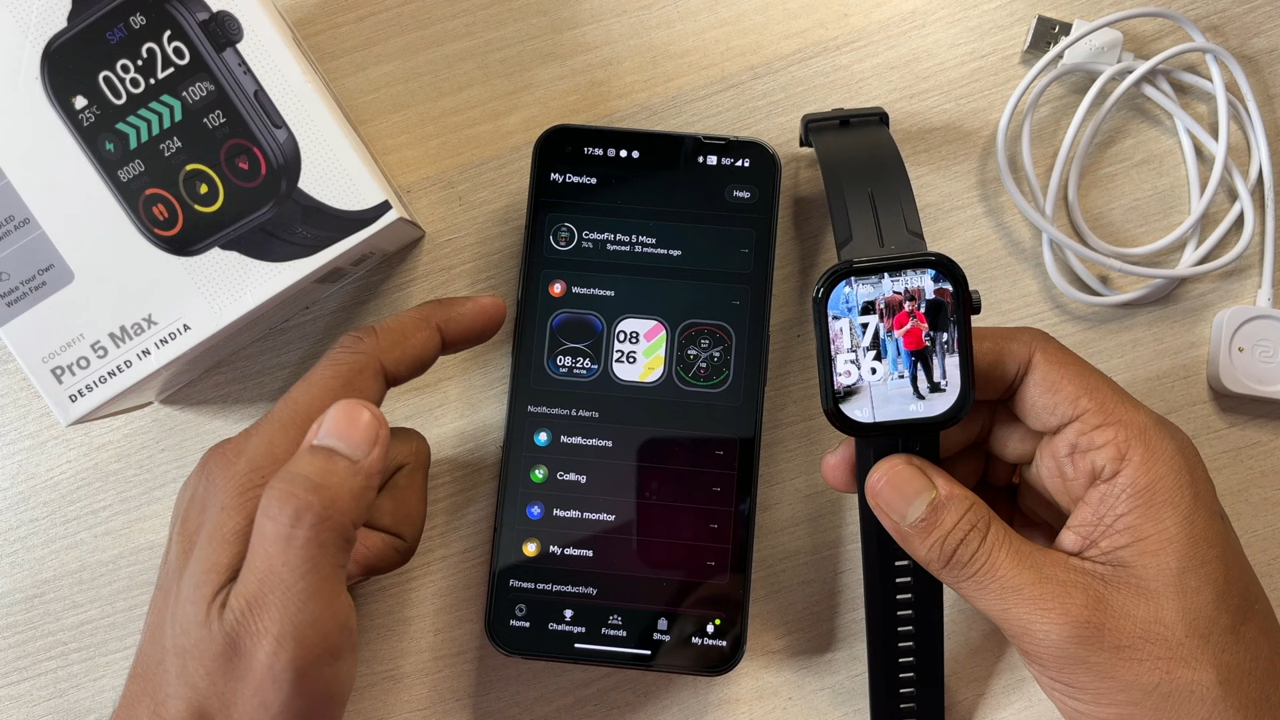 SAT 06
08:26
25°C
100%
8000
234
102
with AOD
Make Your Own
Watch Face
COLORFIT
Pro 5 Max
DESIGNED IN INDIA
17:56
5G+
My Device
Help
ColorFit Pro 5 Max
74% | Synced : 33 minutes ago
Watchfaces
08:26
08
26
Notification & Alerts
Notifications
Calling
Health monitor
My alarms
Fitness and productivity
Home
Challenges
Friends
Shop
My Device
17
56